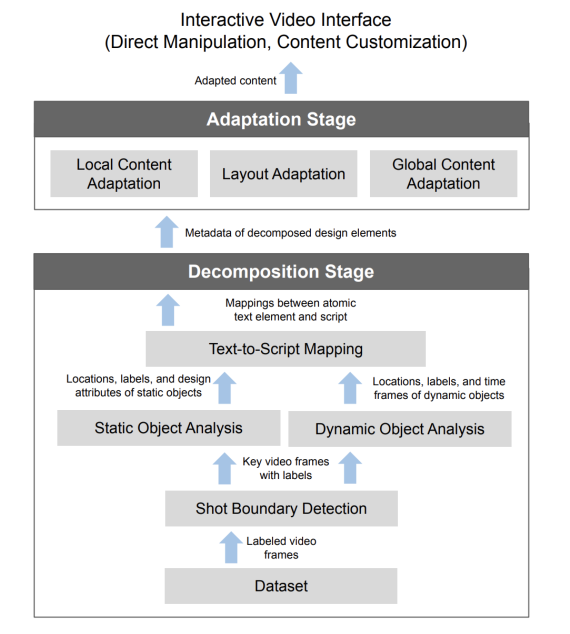 Interactive Video Interface
(Direct Manipulation, Content Customization)
Adapted content
Adaptation Stage
Local Content
Adaptation
Layout Adaptation
Global Content
Adaptation
Metadata of decomposed design elements
Decomposition Stage
Mappings between atomic
text element and script
Text-to-Script Mapping
Locations, labels, and design
attributes of static objects
Locations, labels, and time
frames of dynamic objects
Static Object Analysis
Dynamic Object Analysis
Key video frames
with labels
Shot Boundary Detection
Labeled video
frames
Dataset